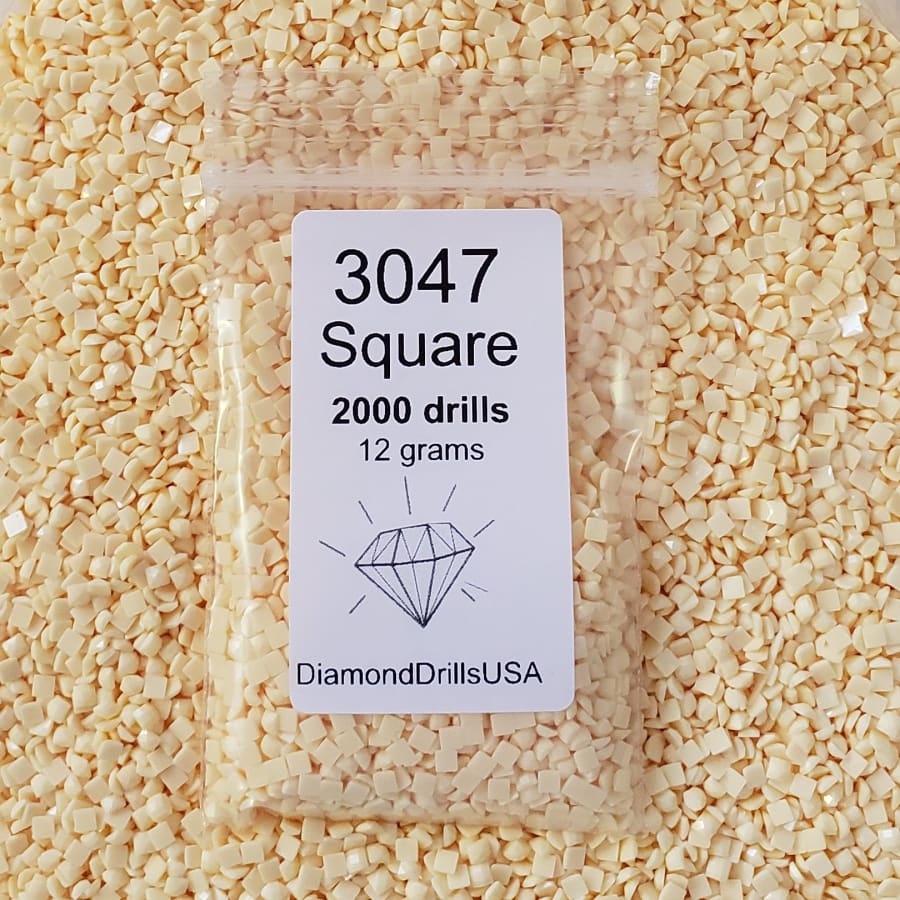 3047
Square
2000 drills
12 grams
DiamondDrillsUSA